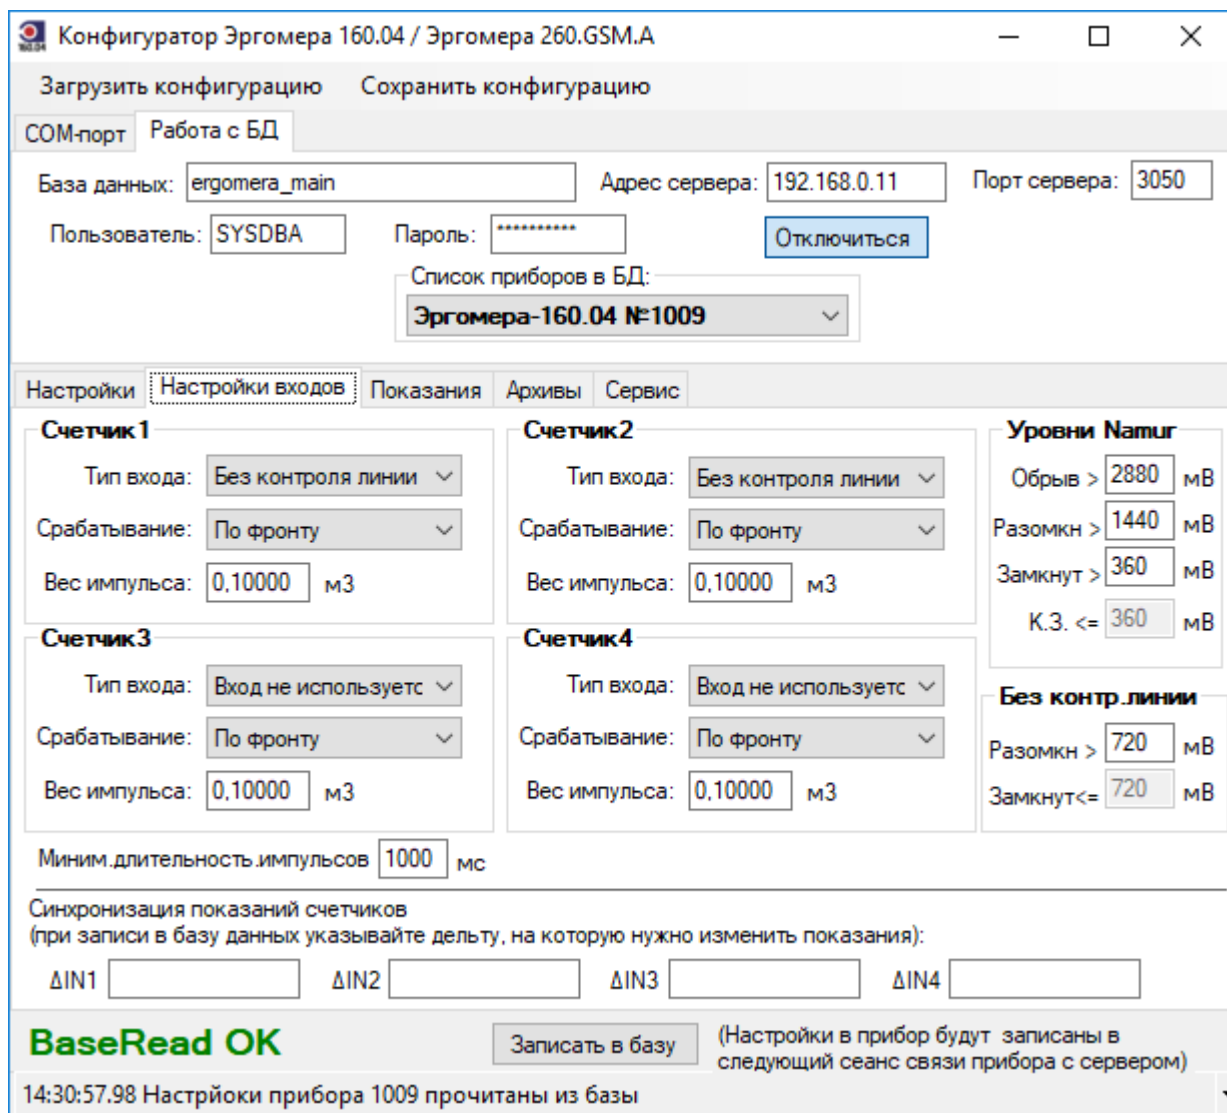 Конфигуратор Эргомера 160.04 / Эргомера 260.GSM.A
Загрузить конфигурацию Сохранить конфигурацию
COM-порт Работа с БД
База данных: ergomera_main Адрес сервера: 192.168.0.11 Порт сервера: 3050
Пользователь: SYSDBA Пароль: ********** Отключиться
Список приборов в БД:
Эргомера-160.04 №1009
Настройки Настройки входов Показания Архивы Сервис
Счетчик1 Счетчик2 Уровни Namur
Тип входа: Без контроля линии Тип входа: Без контроля линии Обрыв > 2880 мВ
Срабатывание: По фронту Срабатывание: По фронту Разомкн > 1440 мВ
Вес импульса: 0,10000 м3 Вес импульса: 0,10000 м3 Замкнут > 360 мВ
К.З. <= 360 мВ
Счетчик3 Счетчик4
Тип входа: Вход не используетс Тип входа: Вход не используетс Без контр.линии
Срабатывание: По фронту Срабатывание: По фронту Разомкн > 720 мВ
Вес импульса: 0,10000 м3 Вес импульса: 0,10000 м3 Замкнут<= 720 мВ
Миним.длительность.импульсов 1000 мс
Синхронизация показаний счетчиков
(при записи в базу данных указывайте дельту, на которую нужно изменить показания):
ΔIN1 ΔIN2 ΔIN3 ΔIN4
BaseRead OK Записать в базу (Настройки в прибор будут записаны в
следующий сеанс связи прибора с сервером)
14:30:57.98 Настрйоки прибора 1009 прочитаны из базы